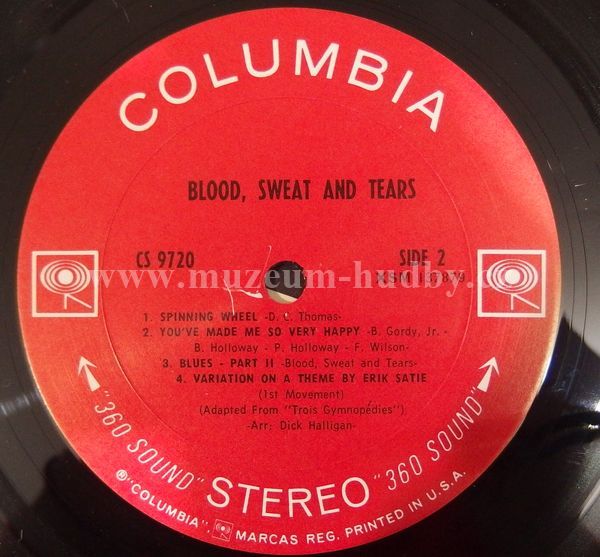 COLUMBIA
BLOOD, SWEAT AND TEARS
CS 9720
SIDE 2
XSM 137879
www.muzeum-hudby.cz
1. SPINNING WHEEL -D. C. Thomas-
2. YOU'VE MADE ME SO VERY HAPPY -B. Gordy, Jr. -
B. Holloway - P. Holloway - F. Wilson-
3. BLUES - PART II -Blood, Sweat and Tears-
4. VARIATION ON A THEME BY ERIK SATIE
(1st Movement)
(Adapted From "Trois Gymnopédies")
-Arr: Dick Halligan-
"360 SOUND" STEREO "360 SOUND"
® "COLUMBIA", MARCAS REG. PRINTED IN U.S.A.